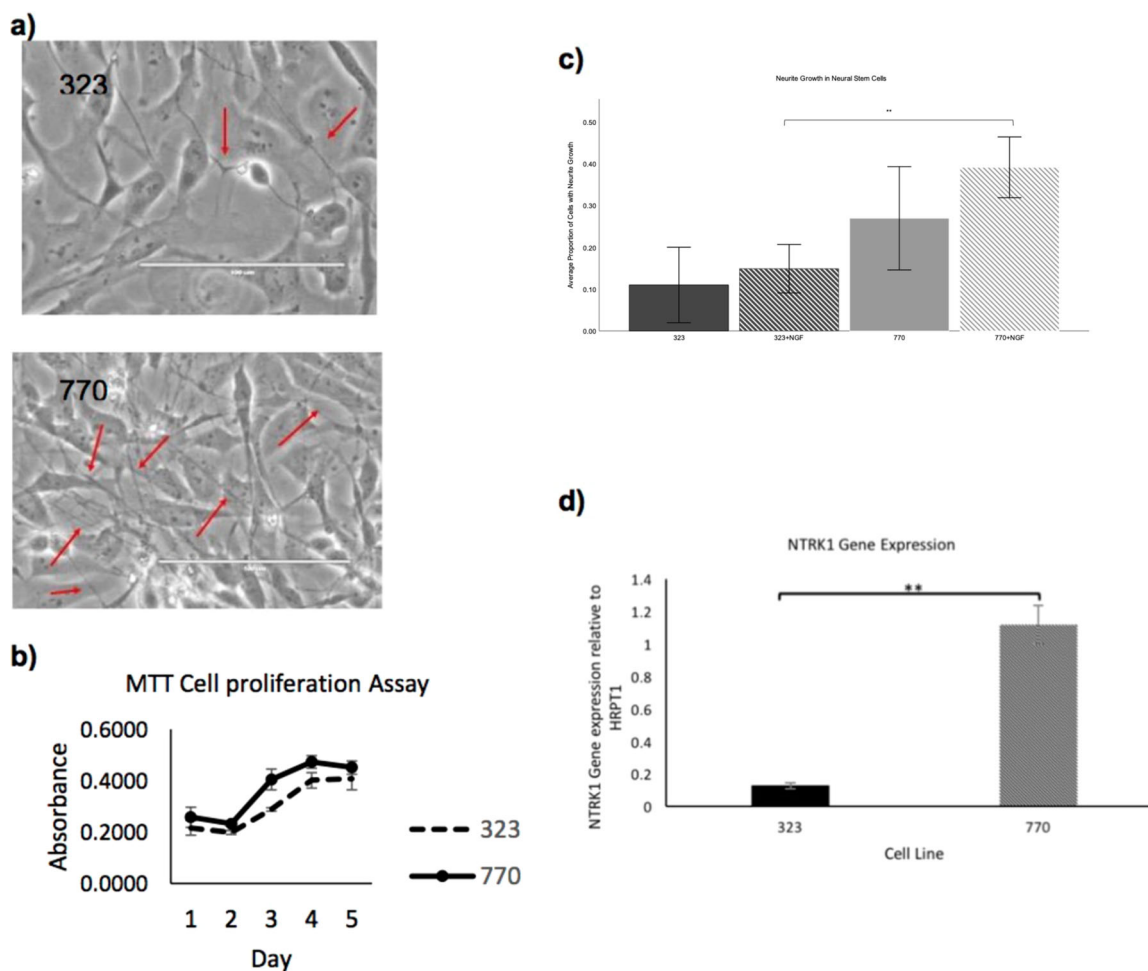 a)
323
770
b)
MTT Cell proliferation Assay
0.6000
0.4000
0.2000
0.0000
Absorbance
1 2 3 4 5
Day
323
770
c)
Neurite Growth in Neural Stem Cells
**
0.50
0.40
0.30
0.20
0.10
0.00
Average Proportion of Cells with Neurite Growth
323 323+NGF 770 770+NGF
d)
NTRK1 Gene Expression
**
1.4
1.2
1
0.8
0.6
0.4
0.2
0
NTRK1 Gene expression relative to
HRPT1
323 770
Cell Line